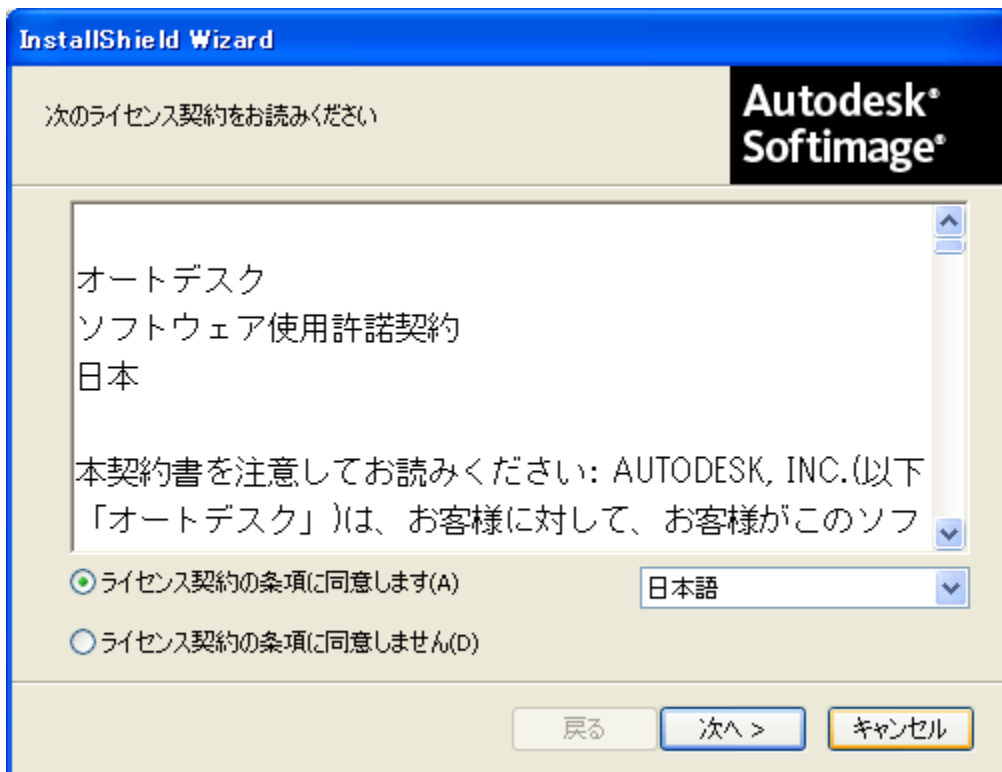 InstallShield Wizard
次のライセンス契約をお読みください
Autodesk®
Softimage®
オートデスク
ソフトウェア使用許諾契約
日本
本契約書を注意してお読みください: AUTODESK, INC.(以下
「オートデスク」)は、お客様に対して、お客様がこのソフ
ライセンス契約の条項に同意します(A)
日本語
ライセンス契約の条項に同意しません(D)
戻る
次へ >
キャンセル